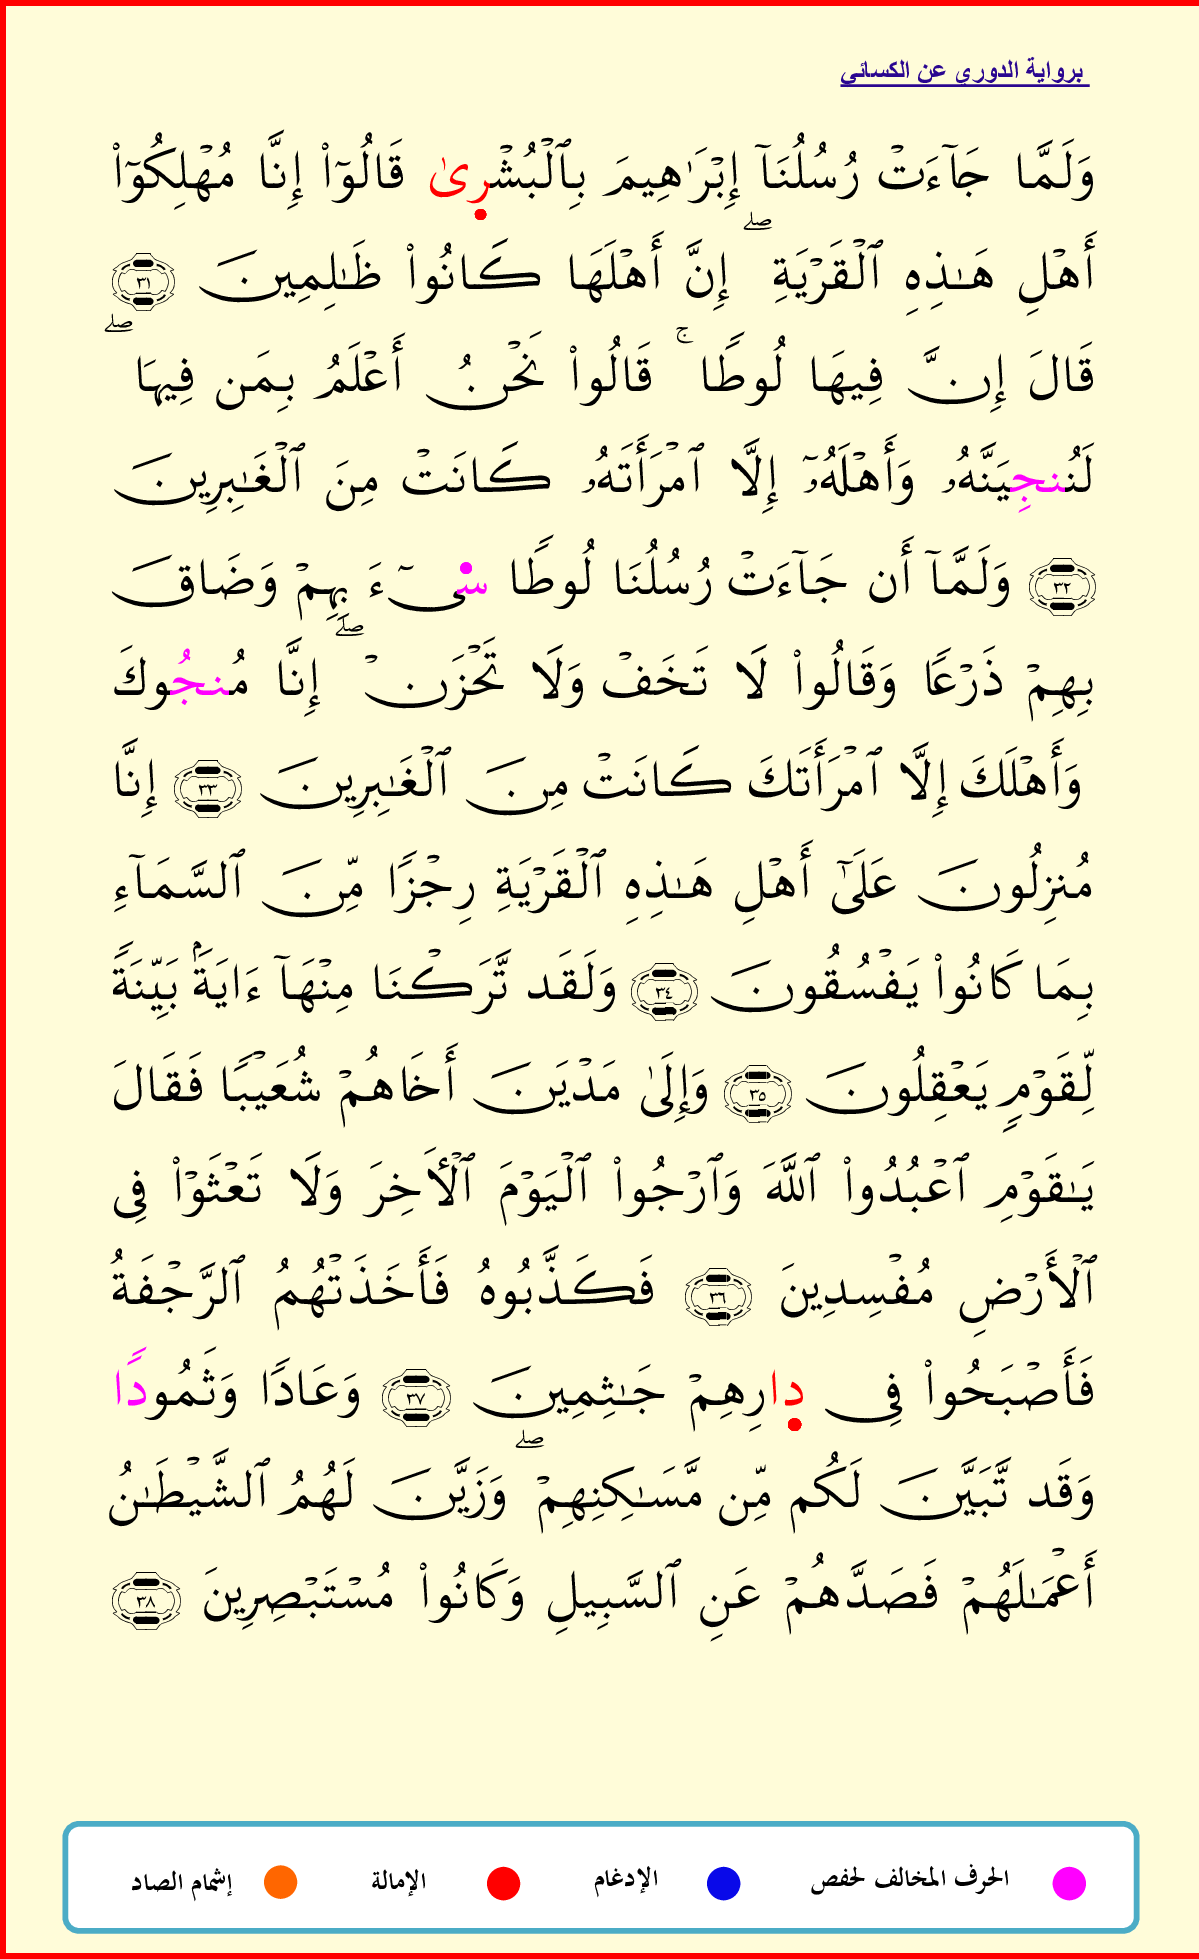 برواية الدوري عن الكسائي
وَلَمَّا جَآءَتۡ رُسُلُنَآ إِبۡرَٰهِيمَ بِٱلۡبُشۡرِىٰ قَالُوٓاْ إِنَّا مُهۡلِكُوٓاْ
أَهۡلِ هَٰذِهِ ٱلۡقَرۡيَةِۖ إِنَّ أَهۡلَهَا كَانُواْ ظَٰلِمِينَ ٣١
قَالَ إِنَّ فِيهَا لُوطٗاۚ قَالُواْ نَحۡنُ أَعۡلَمُ بِمَن فِيهَاۖ
لَنُنجِيَنَّهُۥ وَأَهۡلَهُۥٓ إِلَّا ٱمۡرَأَتَهُۥ كَانَتۡ مِنَ ٱلۡغَٰبِرِينَ
٣٢ وَلَمَّآ أَن جَآءَتۡ رُسُلُنَا لُوطٗا سىٓءَ بِهِمۡ وَضَاقَ
بِهِمۡ ذَرۡعٗا وَقَالُواْ لَا تَخَفۡ وَلَا تَحۡزَنۡۖ إِنَّا مُنجُوكَ
وَأَهۡلَكَ إِلَّا ٱمۡرَأَتَكَ كَانَتۡ مِنَ ٱلۡغَٰبِرِينَ ٣٣ إِنَّا
مُنزِلُونَ عَلَىٰٓ أَهۡلِ هَٰذِهِ ٱلۡقَرۡيَةِ رِجۡزٗا مِّنَ ٱلسَّمَآءِ
بِمَا كَانُواْ يَفۡسُقُونَ ٣٤ وَلَقَد تَّرَكۡنَا مِنۡهَآ ءَايَةَۢ بَيِّنَةٗ
لِّقَوۡمٖ يَعۡقِلُونَ ٣٥ وَإِلَىٰ مَدۡيَنَ أَخَاهُمۡ شُعَيۡبٗا فَقَالَ
يَٰقَوۡمِ ٱعۡبُدُواْ ٱللَّهَ وَٱرۡجُواْ ٱلۡيَوۡمَ ٱلۡأٓخِرَ وَلَا تَعۡثَوۡاْ فِي
ٱلۡأَرۡضِ مُفۡسِدِينَ ٣٦ فَكَذَّبُوهُ فَأَخَذَتۡهُمُ ٱلرَّجۡفَةُ
فَأَصۡبَحُواْ فِي دارِهِمۡ جَٰثِمِينَ ٣٧ وَعَادٗا وَثَمُودٗا
وَقَد تَّبَيَّنَ لَكُم مِّن مَّسَٰكِنِهِمۡۖ وَزَيَّنَ لَهُمُ ٱلشَّيۡطَٰنُ
أَعۡمَٰلَهُمۡ فَصَدَّهُمۡ عَنِ ٱلسَّبِيلِ وَكَانُواْ مُسۡتَبۡصِرِينَ ٣٨
الحرف المخالف لحفص الإدغام الإمالة إشمام الصاد